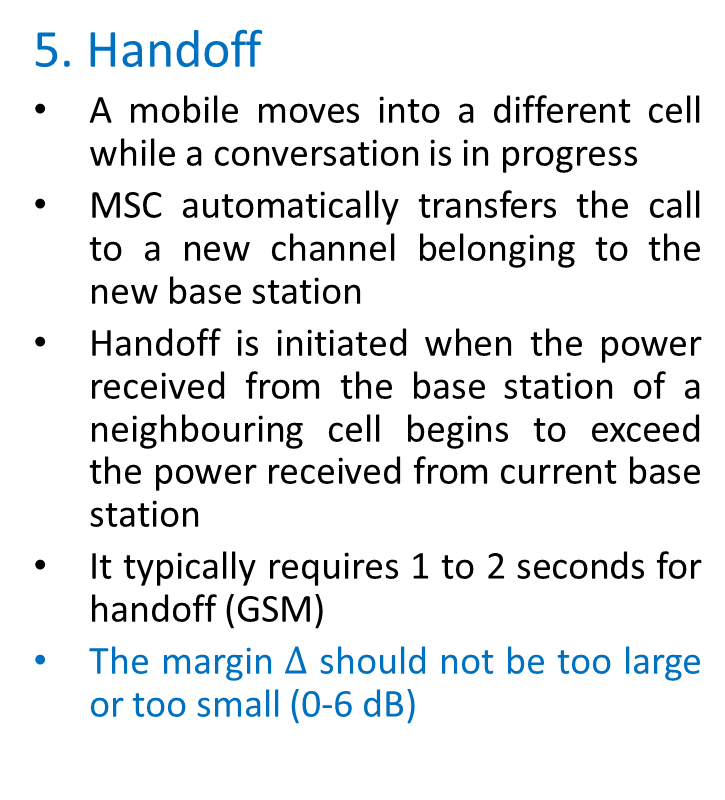 5. Handoff
• A mobile moves into a different cell
while a conversation is in progress
• MSC automatically transfers the call
to a new channel belonging to the
new base station
• Handoff is initiated when the power
received from the base station of a
neighbouring cell begins to exceed
the power received from current base
station
• It typically requires 1 to 2 seconds for
handoff (GSM)
• The margin Δ should not be too large
or too small (0-6 dB)